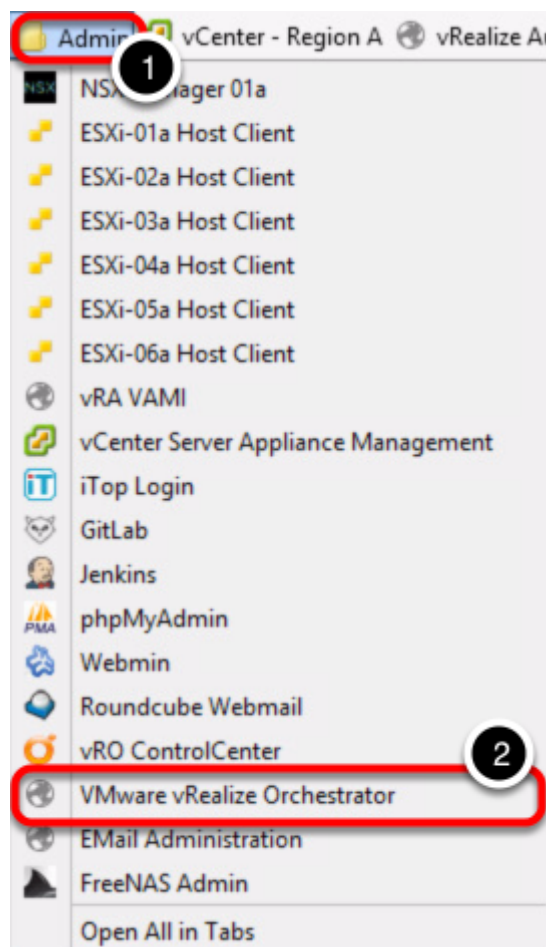 Admin vCenter - Region A vRealize
1
NSX
01a
ESXi-01a Host Client
ESXi-02a Host Client
ESXi-03a Host Client
ESXi-04a Host Client
ESXi-05a Host Client
ESXi-06a Host Client
vRA VAMI
vCenter Server Appliance Management
iT iTop Login
GitLab
Jenkins
PMA phpMyAdmin
Webmin
Roundcube Webmail
vRO ControlCenter
2
VMware vRealize Orchestrator
EMail Administration
FreeNAS Admin
Open All in Tabs